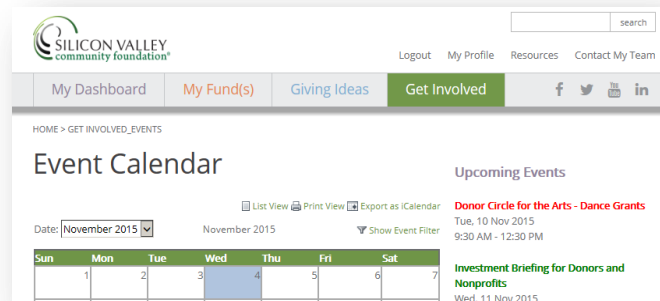 search
SILICON VALLEY
community foundation®
Logout My Profile Resources Contact My Team
My Dashboard My Fund(s) Giving Ideas Get Involved f You Tube in
HOME > GET INVOLVED_EVENTS
Event Calendar
Upcoming Events
List View Print View Export as iCalendar
Donor Circle for the Arts - Dance Grants
Tue, 10 Nov 2015
9:30 AM - 12:30 PM
Date: November 2015 November 2015 Show Event Filter
Sun Mon Tue Wed Thu Fri Sat
1 2 3 4 5 6 7
Investment Briefing for Donors and
Nonprofits
Wed, 11 Nov 2015